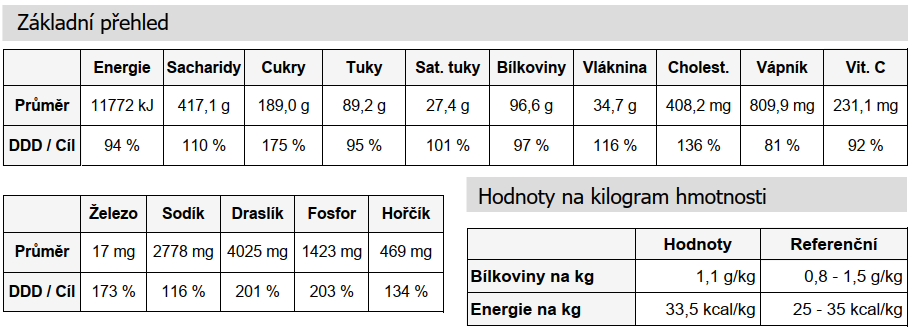 Základní přehled
Energie Sacharidy Cukry Tuky Sat. tuky Bílkoviny Vláknina Cholest. Vápník Vit. C
Průměr 11772 kJ 417,1 g 189,0 g 89,2 g 27,4 g 96,6 g 34,7 g 408,2 mg 809,9 mg 231,1 mg
DDD / Cíl 94 % 110 % 175 % 95 % 101 % 97 % 116 % 136 % 81 % 92 %
Železo Sodík Draslík Fosfor Hořčík
Průměr 17 mg 2778 mg 4025 mg 1423 mg 469 mg
DDD / Cíl 173 % 116 % 201 % 203 % 134 %
Hodnoty na kilogram hmotnosti
Hodnoty Referenční
Bílkoviny na kg 1,1 g/kg 0,8 - 1,5 g/kg
Energie na kg 33,5 kcal/kg 25 - 35 kcal/kg